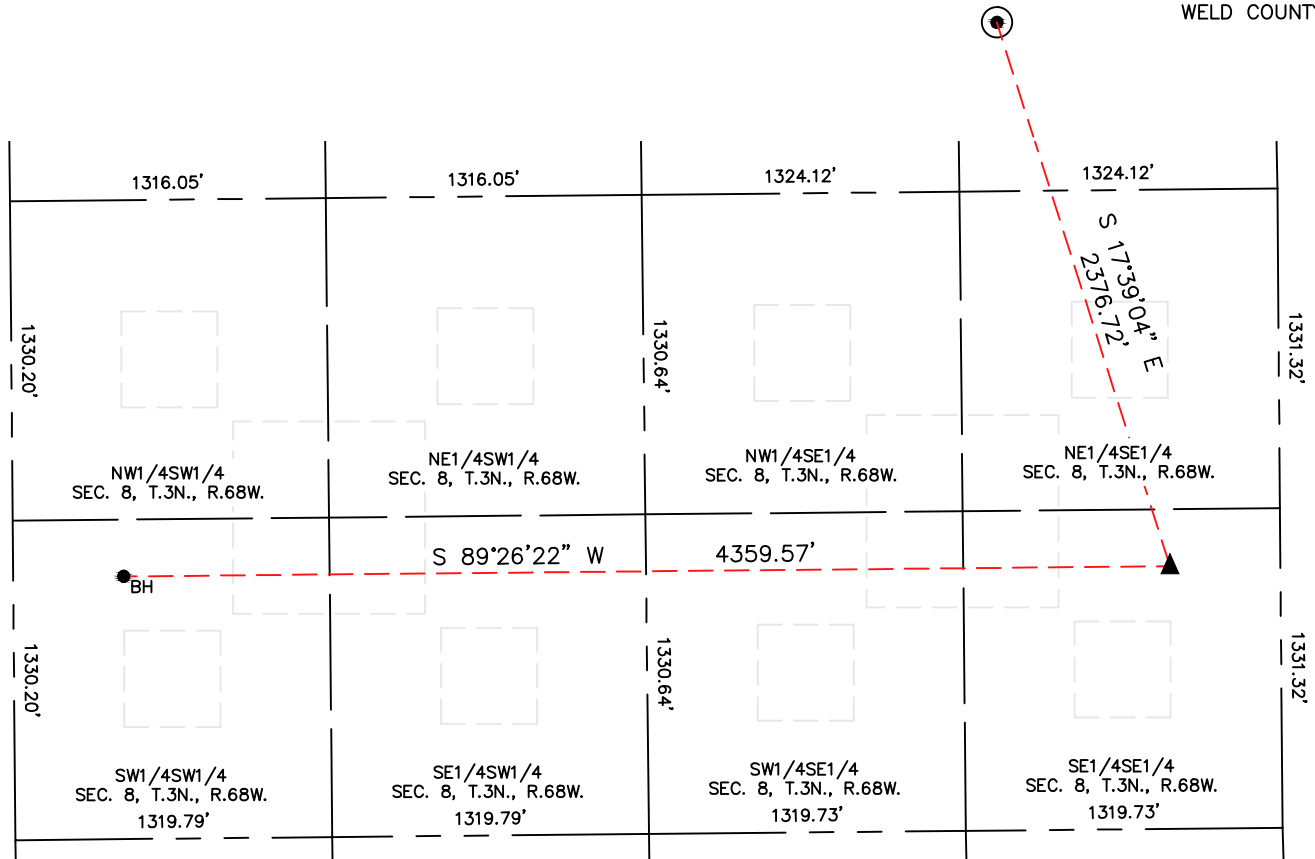 WELD COUNTY
1316.05'
1316.05'
1324.12'
1324.12'
S 17°39'04" E
2376.72'
1330.20'
1330.64'
1331.32'
NW1/4SW1/4
SEC. 8, T.3N., R.68W.
NE1/4SW1/4
SEC. 8, T.3N., R.68W.
NW1/4SE1/4
SEC. 8, T.3N., R.68W.
NE1/4SE1/4
SEC. 8, T.3N., R.68W.
S 89°26'22" W 4359.57'
BH
1330.20'
1330.64'
1331.32'
SW1/4SW1/4
SEC. 8, T.3N., R.68W.
1319.79'
SE1/4SW1/4
SEC. 8, T.3N., R.68W.
1319.79'
SW1/4SE1/4
SEC. 8, T.3N., R.68W.
1319.73'
SE1/4SE1/4
SEC. 8, T.3N., R.68W.
1319.73'